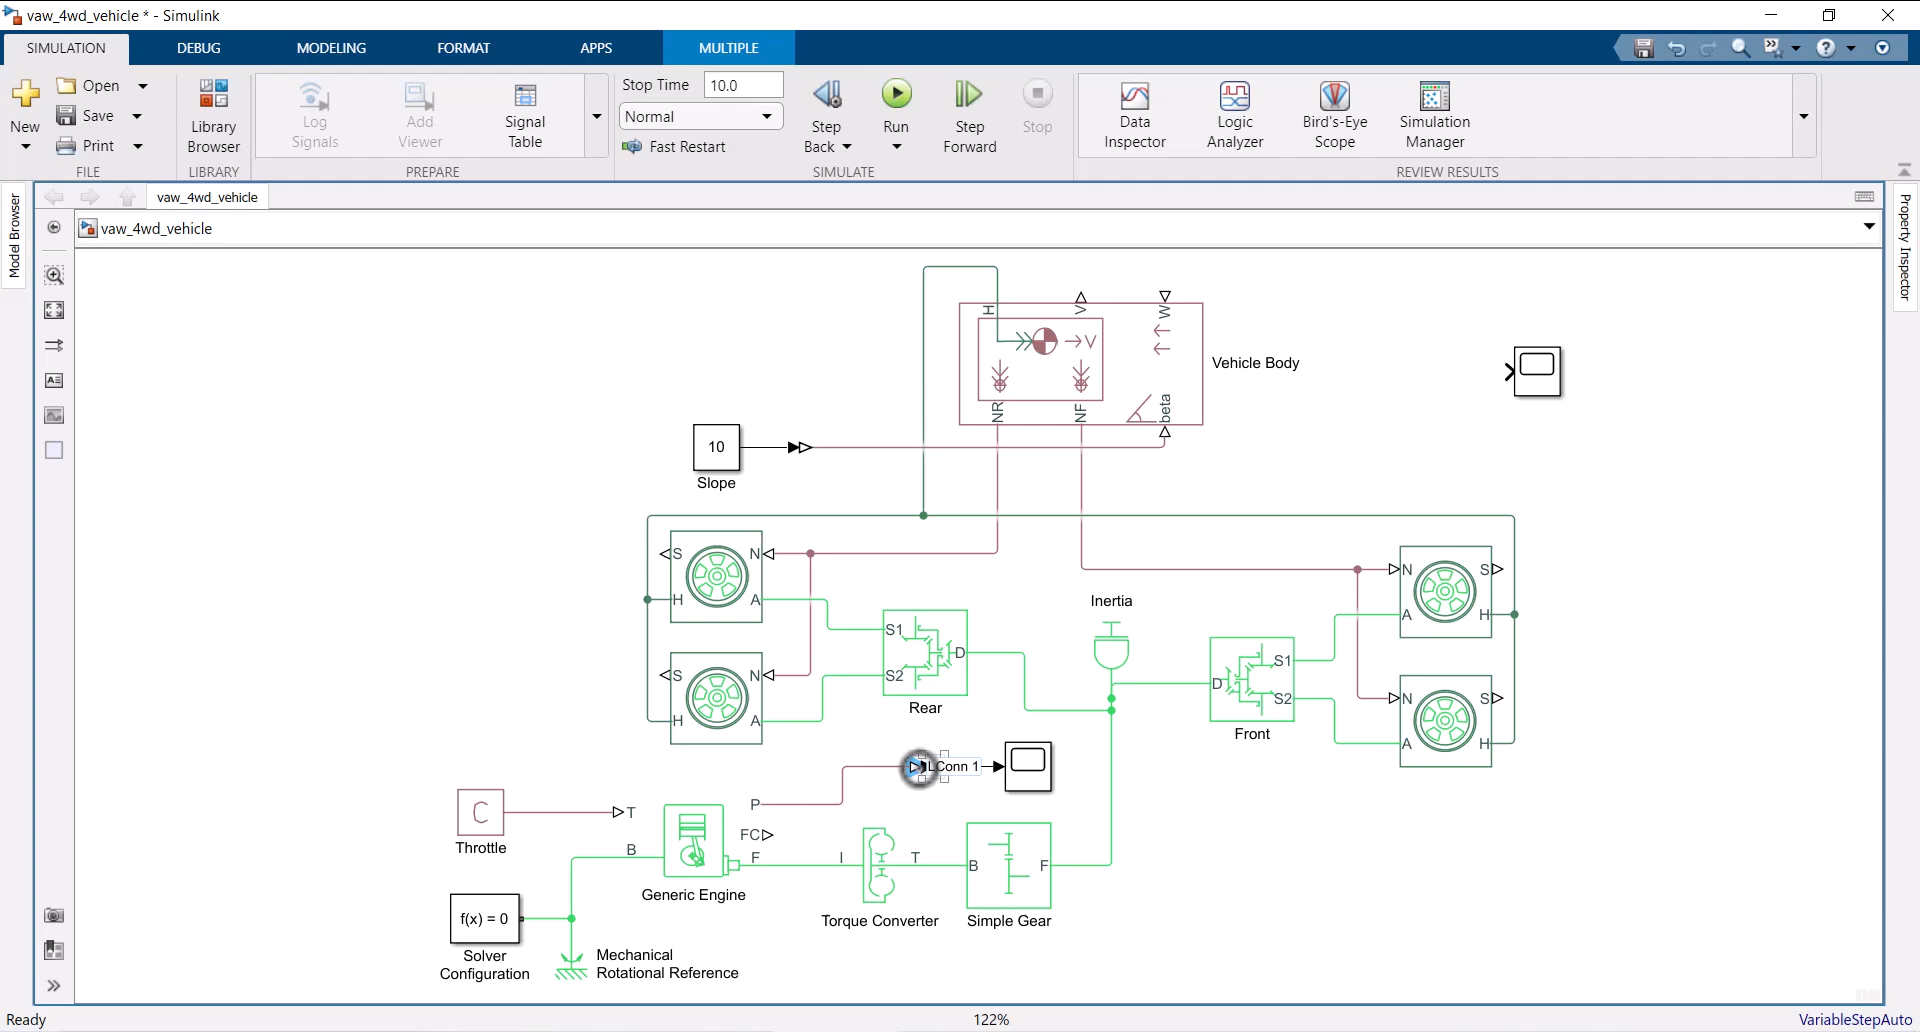 vaw_4wd_vehicle * - Simulink
SIMULATION DEBUG MODELING FORMAT APPS MULTIPLE
New
Open
Save
Print
FILE
Library
Browser
LIBRARY
Log
Signals
Add
Viewer
Signal
Table
PREPARE
Stop Time 10.0
Normal
Fast Restart
Step
Back
Run
Step
Forward
Stop
SIMULATE
Data
Inspector
Logic
Analyzer
Bird's-Eye
Scope
Simulation
Manager
REVIEW RESULTS
Model Browser
Property Inspector
vaw_4wd_vehicle
vaw_4wd_vehicle
H V W
V
NR NF beta
Vehicle Body
10
Slope
S N
H A
S N
H A
S1
S2
D
Rear
Inertia
D
S1
S2
Front
N S
A H
N S
A H
LConn 1
C
Throttle
T
B
P
FC
F
Generic Engine
I T
Torque Converter
B F
Simple Gear
f(x) = 0
Solver
Configuration
Mechanical
Rotational Reference
Ready
122%
VariableStepAuto